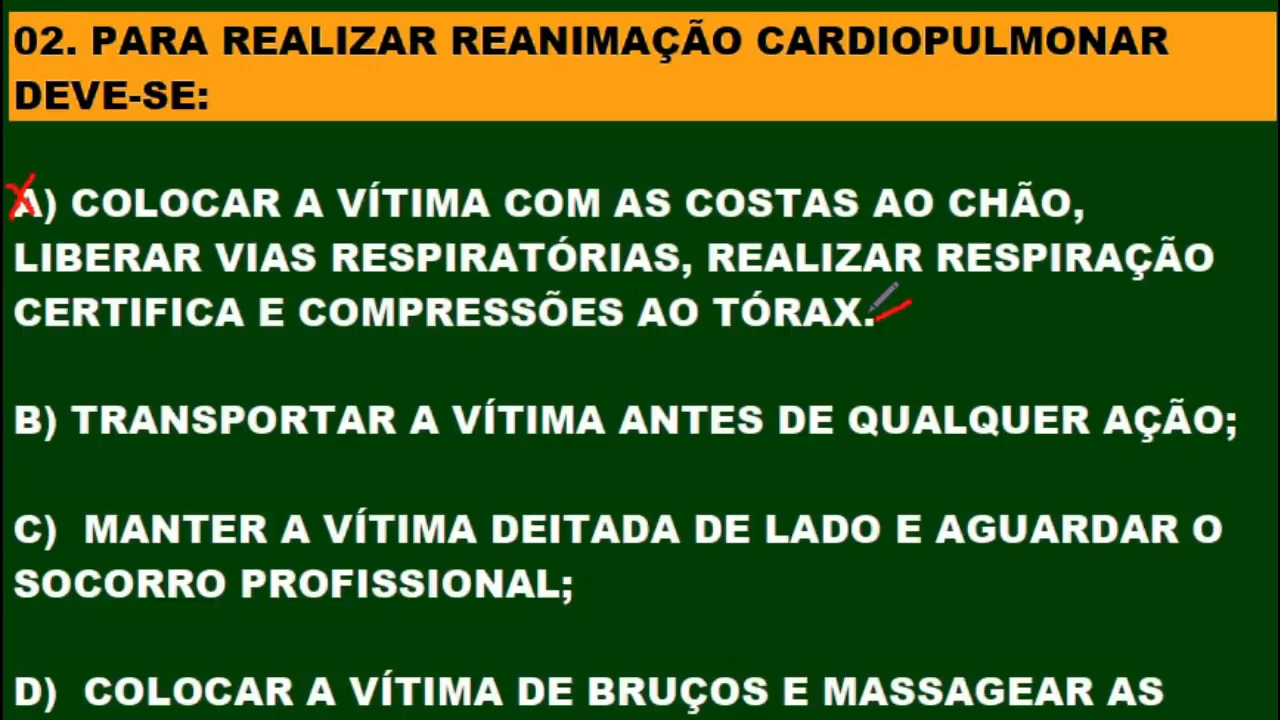 02. PARA REALIZAR REANIMAÇÃO CARDIOPULMONAR
DEVE-SE:
A) COLOCAR A VÍTIMA COM AS COSTAS AO CHÃO,
LIBERAR VIAS RESPIRATÓRIAS, REALIZAR RESPIRAÇÃO
CERTIFICA E COMPRESSÕES AO TÓRAX.
B) TRANSPORTAR A VÍTIMA ANTES DE QUALQUER AÇÃO;
C) MANTER A VÍTIMA DEITADA DE LADO E AGUARDAR O
SOCORRO PROFISSIONAL;
D) COLOCAR A VÍTIMA DE BRUÇOS E MASSAGEAR AS